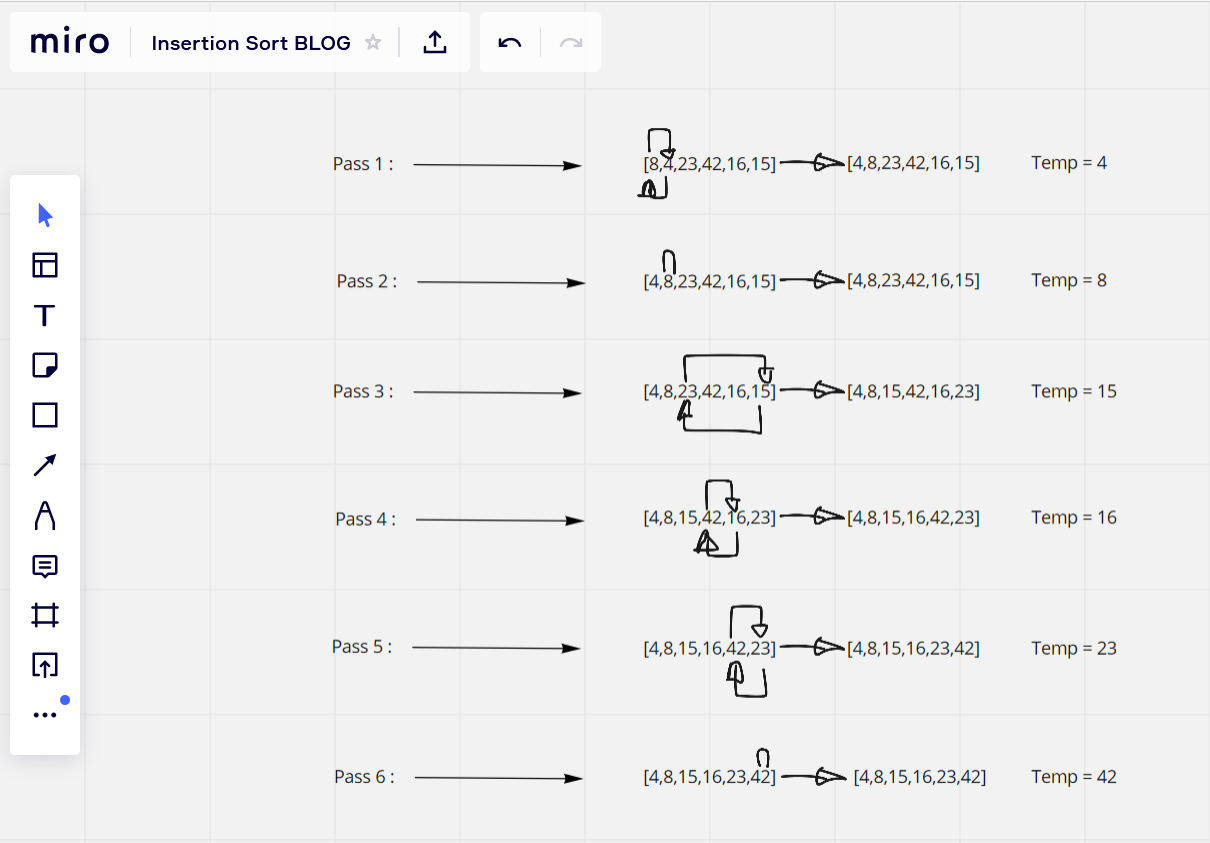 miro Insertion Sort BLOG
Pass 1 : [8,4,23,42,16,15] [4,8,23,42,16,15] Temp = 4
Pass 2 : [4,8,23,42,16,15] [4,8,23,42,16,15] Temp = 8
Pass 3 : [4,8,23,42,16,15] [4,8,15,42,16,23] Temp = 15
Pass 4 : [4,8,15,42,16,23] [4,8,15,16,42,23] Temp = 16
Pass 5 : [4,8,15,16,42,23] [4,8,15,16,23,42] Temp = 23
Pass 6 : [4,8,15,16,23,42] [4,8,15,16,23,42] Temp = 42